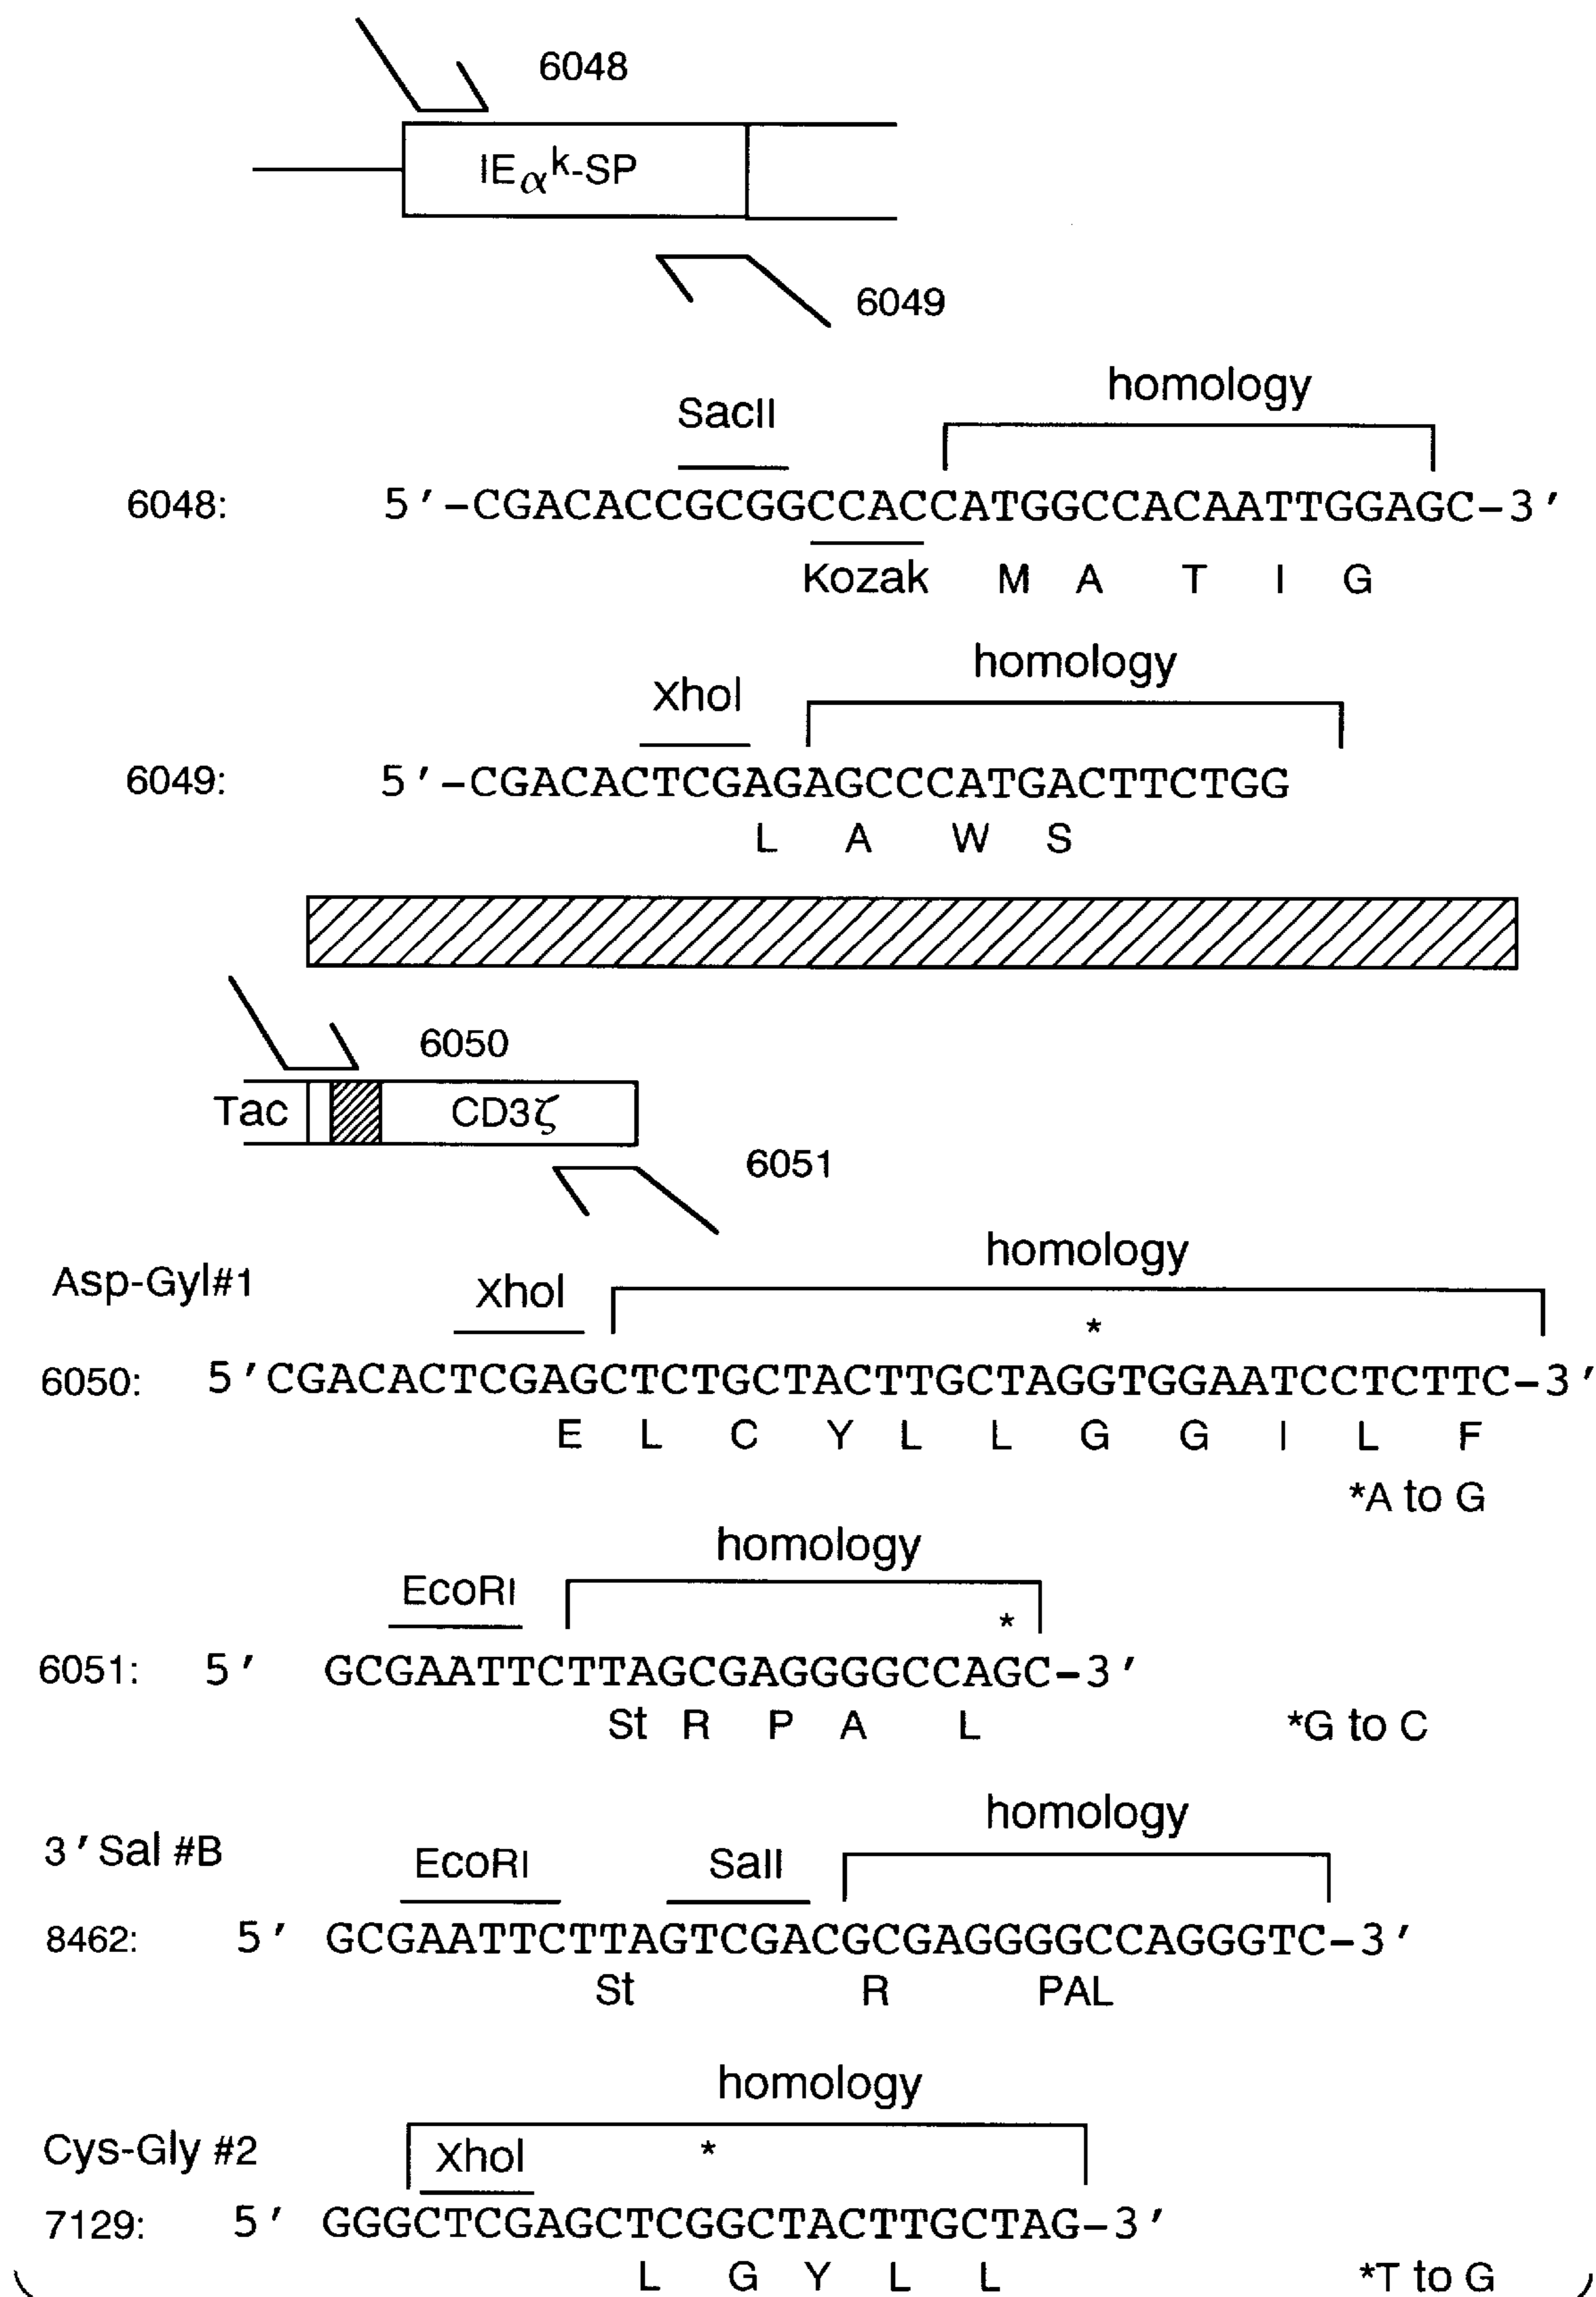 6048
IEαk-SP
6049
homology
SacII
6048: 5'-CGACACCGCGGCCACCATGGCCACAATTGGAGC-3'
Kozak M A T I G
homology
XhoI
6049: 5'-CGACACTCGAGAGCCCATGACTTCTGG
L A W S
6050
Tac CD3ζ
6051
homology
Asp-Gyl#1 XhoI *
6050: 5'CGACACTCGAGCTCTGCTACTTGCTAGGTGGAATCCTCTTC-3'
E L C Y L L G G I L F
*A to G
homology
EcoRI *
6051: 5' GCGAATTCTTAGCGAGGGGCCAGC-3'
St R P A L *G to C
homology
3'Sal #B EcoRI SalI
8462: 5' GCGAATTCTTAGTCGACGCGAGGGGCCAGGGTC-3'
St R PAL
homology
Cys-Gly #2 XhoI *
7129: 5' GGGCTCGAGCTCGGCTACTTGCTAG-3'
L G Y L L *T to G